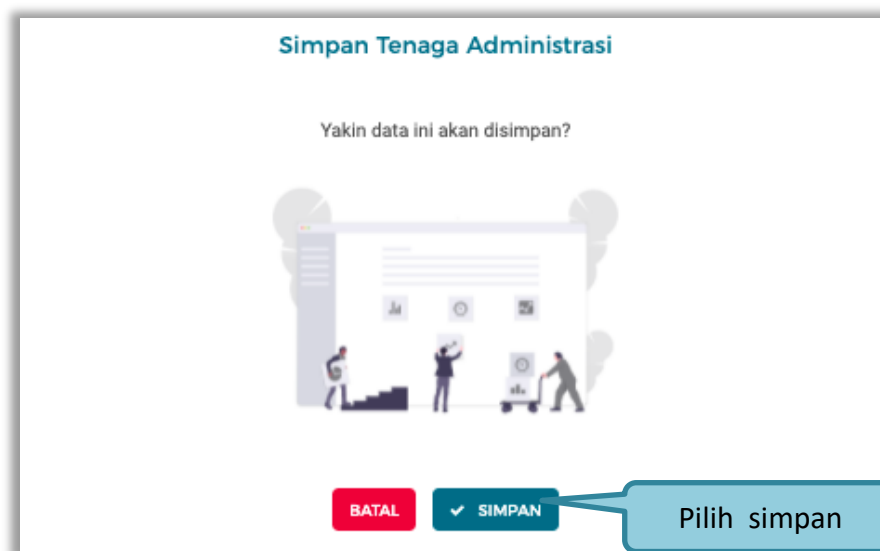 Simpan Tenaga Administrasi
Yakin data ini akan disimpan?
BATAL
SIMPAN
Pilih simpan